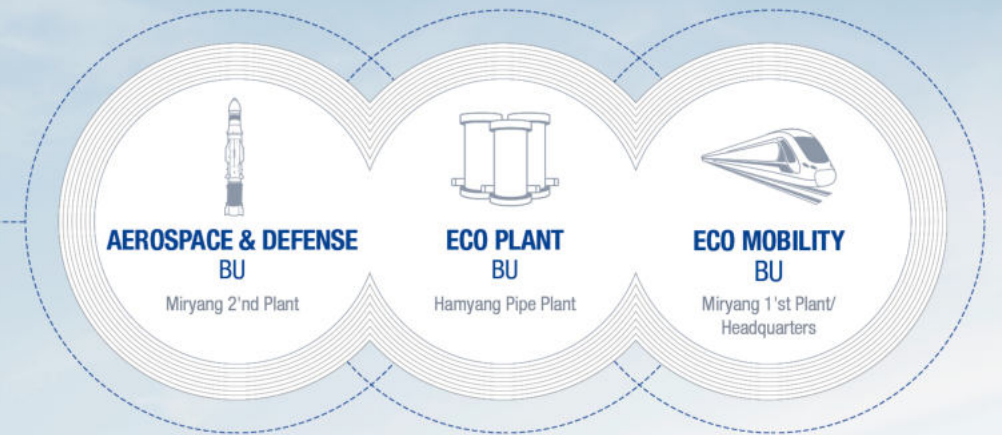 AEROSPACE & DEFENSE
BU
Miryang 2'nd Plant
ECO PLANT
BU
Hamyang Pipe Plant
ECO MOBILITY
BU
Miryang 1'st Plant/
Headquarters